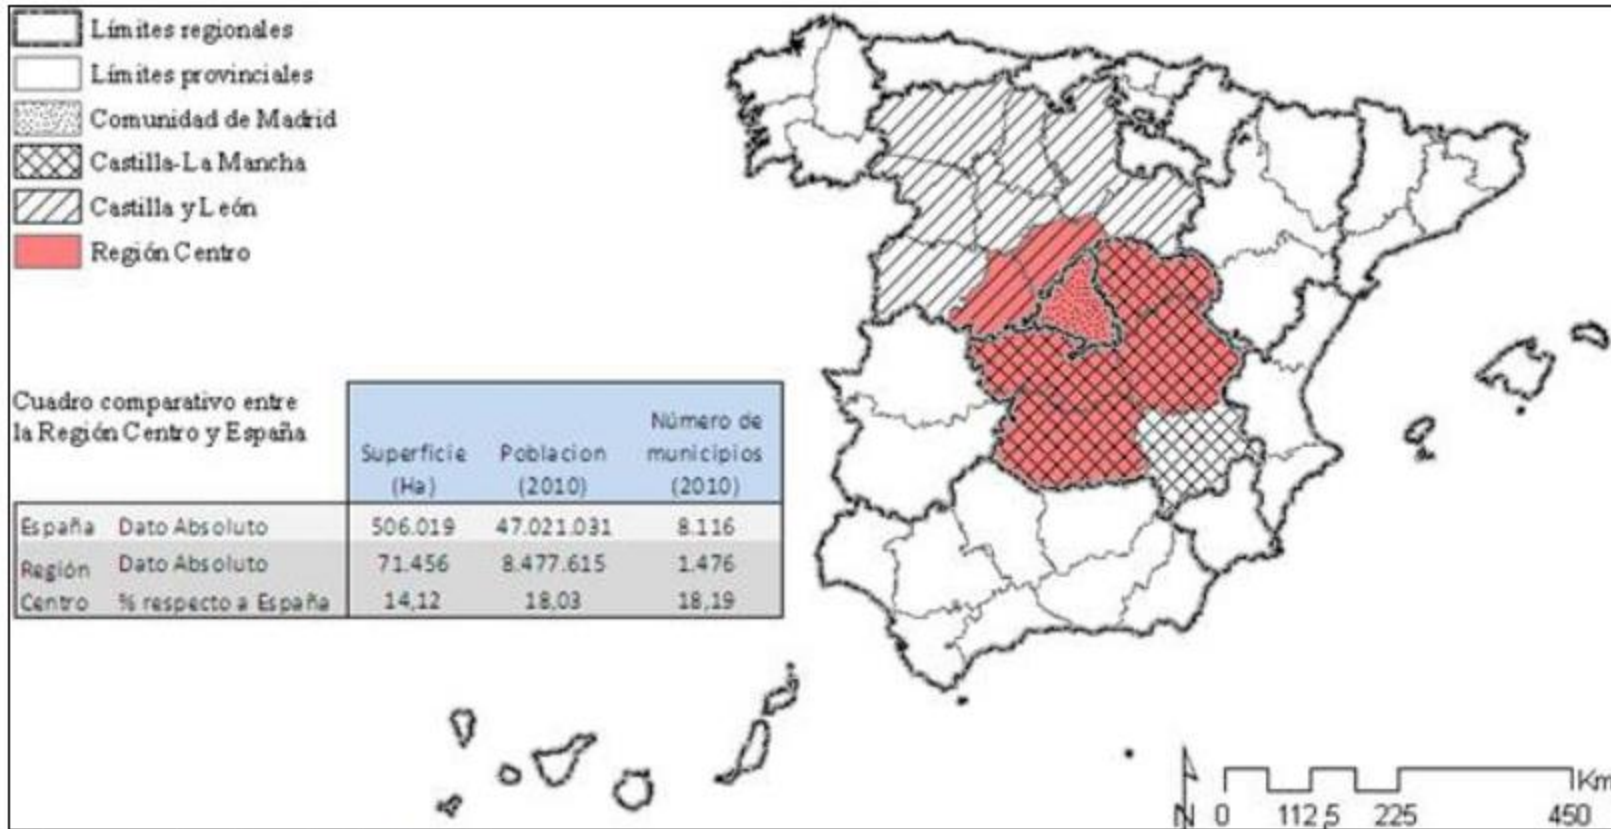 Límites regionales
Límites provinciales
Comunidad de Madrid
Castilla-La Mancha
Castilla y León
Región Centro
Cuadro comparativo entre
la Región Centro y España
Superficie
(Ha)
Poblacion
(2010)
Número de
municipios
(2010)
España Dato Absoluto 506.019 47.021.031 8.116
Región Dato Absoluto 71.456 8.477.615 1.476
Centro % respecto a España 14,12 18,03 18,19
N 0 112,5 225 450 Km